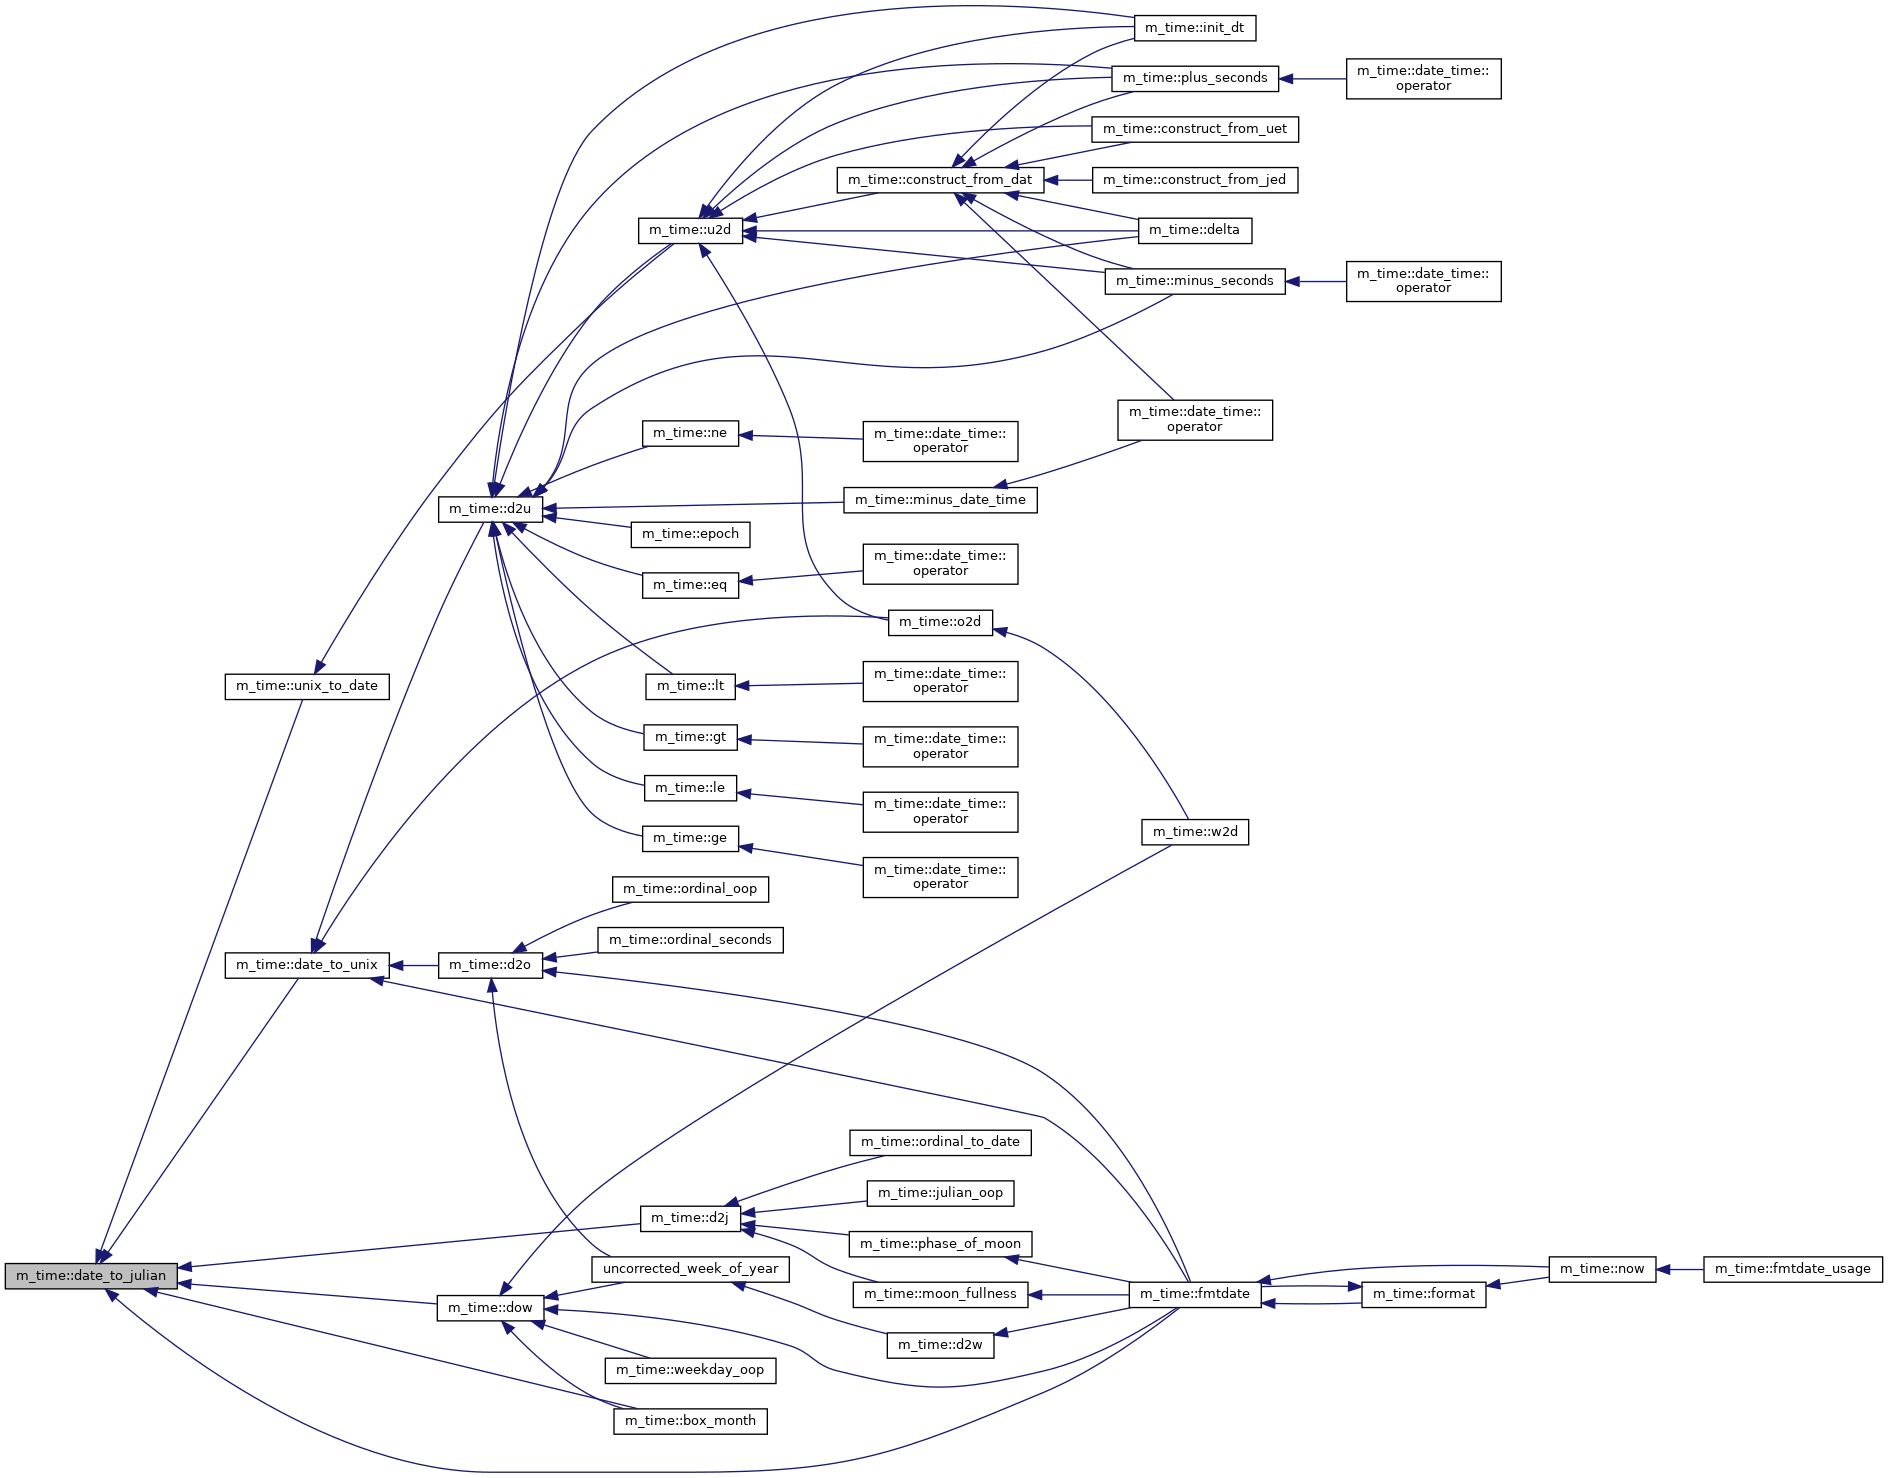 m_time::init_dt
m_time::plus_seconds
m_time::date_time::
operator
m_time::construct_from_uet
m_time::construct_from_dat
m_time::construct_from_jed
m_time::u2d
m_time::delta
m_time::minus_seconds
m_time::date_time::
operator
m_time::date_time::
operator
m_time::ne
m_time::date_time::
operator
m_time::d2u
m_time::minus_date_time
m_time::epoch
m_time::eq
m_time::date_time::
operator
m_time::o2d
m_time::unix_to_date
m_time::lt
m_time::date_time::
operator
m_time::gt
m_time::date_time::
operator
m_time::le
m_time::date_time::
operator
m_time::w2d
m_time::ge
m_time::date_time::
operator
m_time::ordinal_oop
m_time::ordinal_seconds
m_time::date_to_unix
m_time::d2o
m_time::ordinal_to_date
m_time::julian_oop
m_time::d2j
m_time::phase_of_moon
m_time::date_to_julian
uncorrected_week_of_year
m_time::now
m_time::fmtdate_usage
m_time::dow
m_time::moon_fullness
m_time::fmtdate
m_time::format
m_time::d2w
m_time::weekday_oop
m_time::box_month